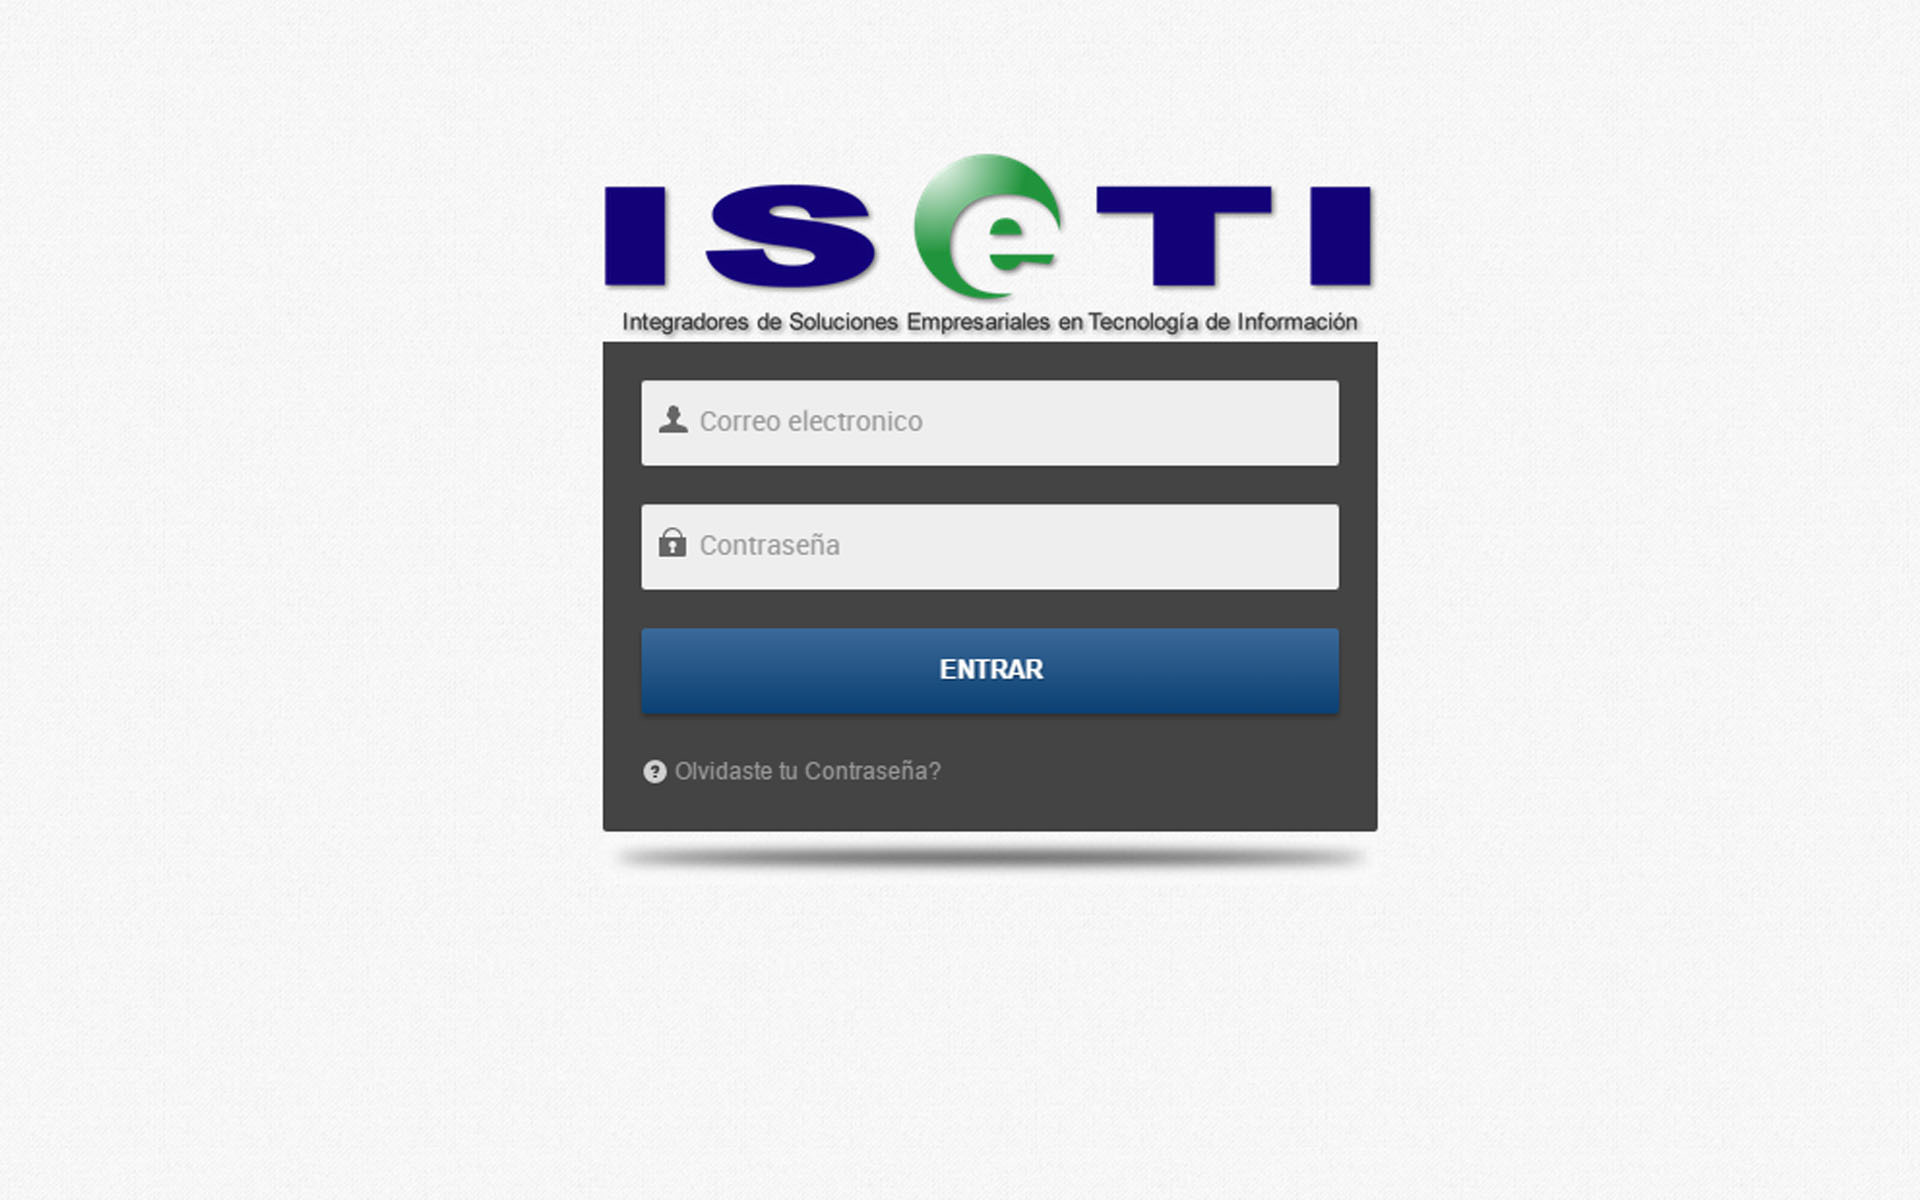 ISeTI
Integradores de Soluciones Empresariales en Tecnología de Información
Correo electronico
Contraseña
ENTRAR
Olvidaste tu Contraseña?